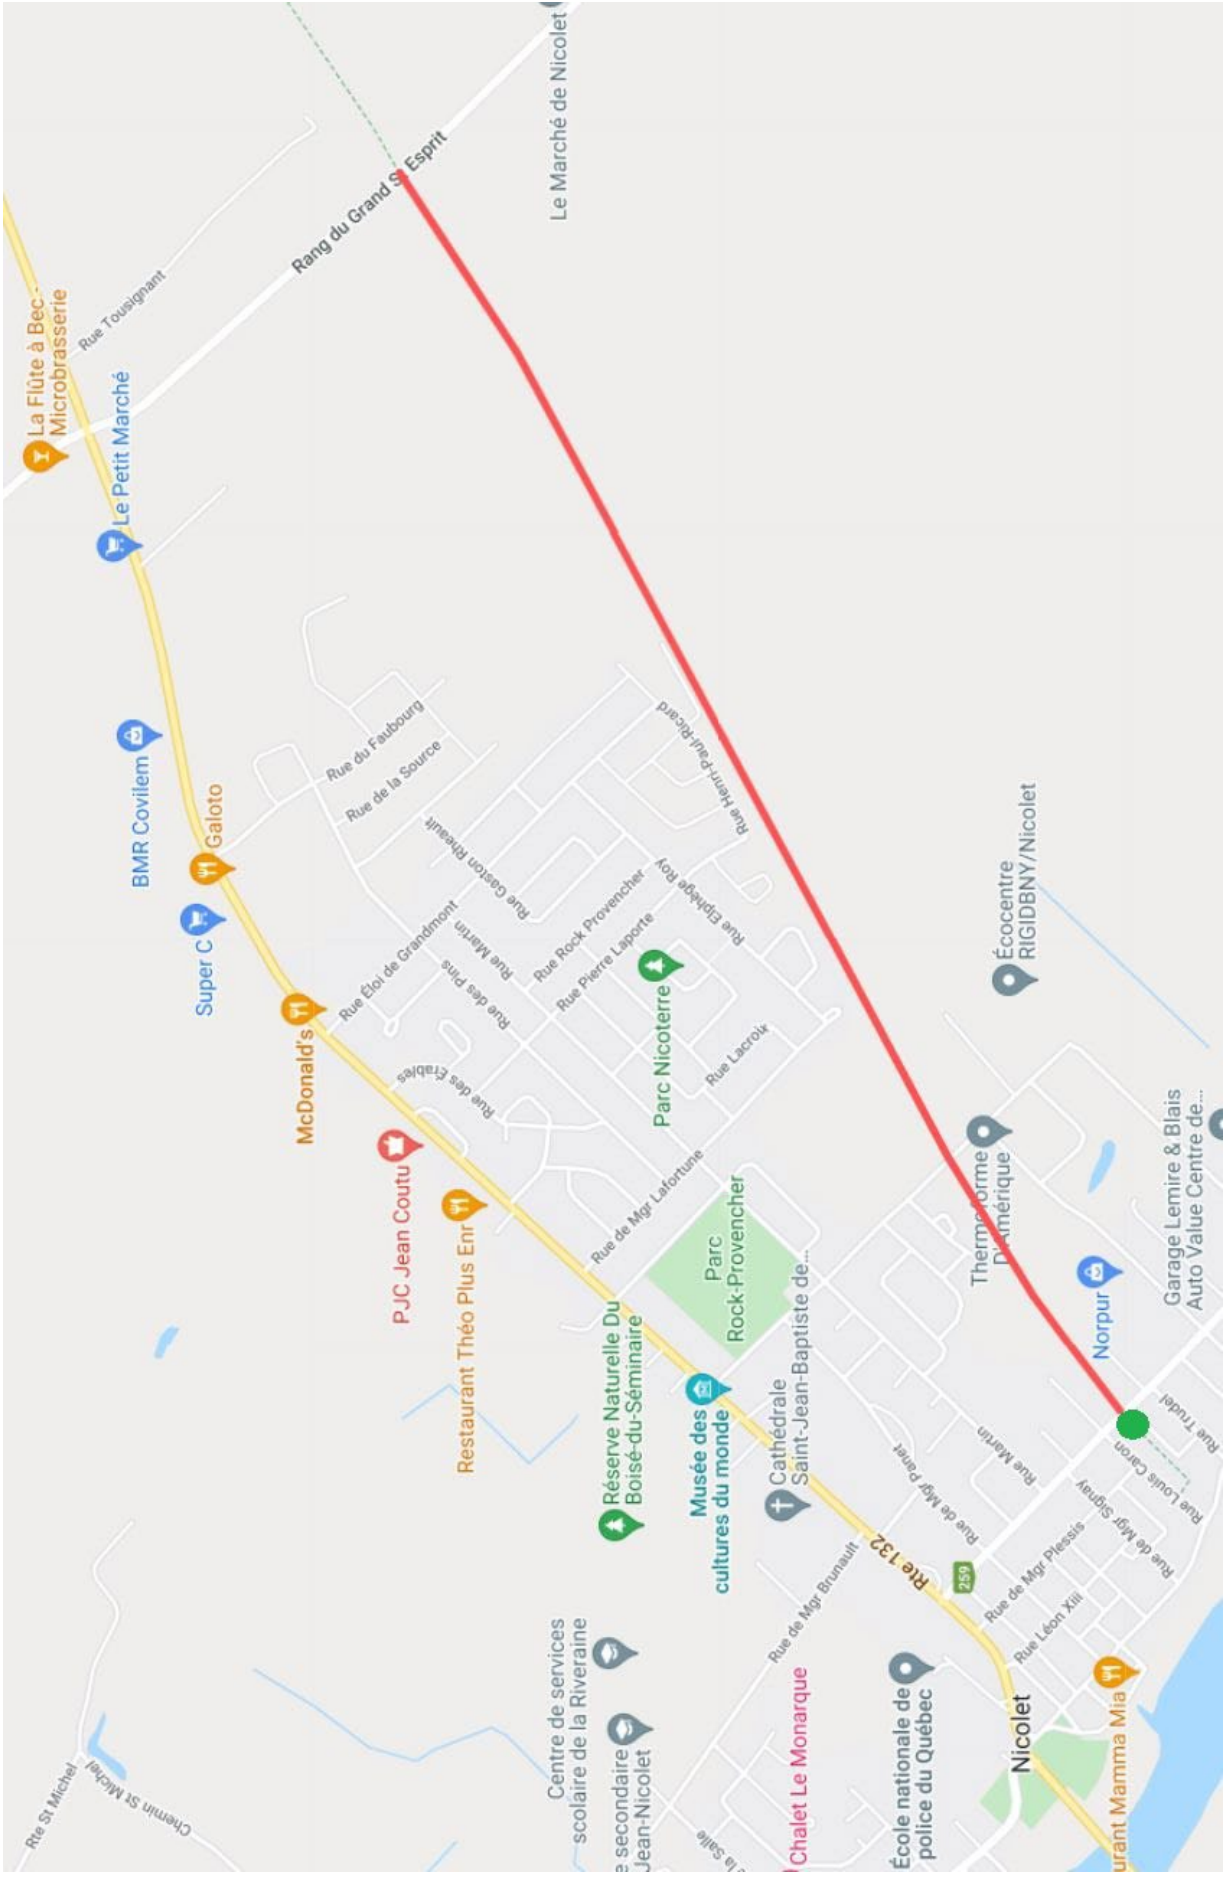 Le Marché de Nicolet
Rang du Grand St Esprit
La Flûte à Bec -
Microbrasserie
Rue Tousignant
Le Petit Marché
BMR Covilem
Galoto
Super C
McDonald's
Rue du Faubourg
Rue de la Source
Rue Gaston Rheault
Rue Éloi de Grandmont
Rue Martin
Rue des Pins
Rue Rock Provencher
Rue Pierre Laporte
Rue Henri-Paul-Ricard
Rue Elphège Roy
Parc Nicoterre
Rue Lacroix
Rue des Érables
Écocentre
RIGIDBNY/Nicolet
PJC Jean Coutu
Restaurant Théo Plus Enr
Rue de Mgr Lafortune
Parc
Rock-Provencher
Thermoforme
D'Amérique
Garage Lemire & Blais
Auto Value Centre de...
Norpur
Réserve Naturelle Du
Boisé-du-Séminaire
Musée des
cultures du monde
Cathédrale
Saint-Jean-Baptiste de...
Rue de Mgr Panet
Rue Martin
Rue Trudel
Rue Louis Caron
Rue de Mgr Signay
Rue de Mgr Plessis
Rue Léon Xiii
Rte 132
259
Rue de Mgr Brunault
Centre de services
scolaire de la Riveraine
e secondaire
Jean-Nicolet
Chalet Le Monarque
École nationale de
police du Québec
Nicolet
urant Mamma Mia
e la Salle
Rte St Michel
Chemin St Michel